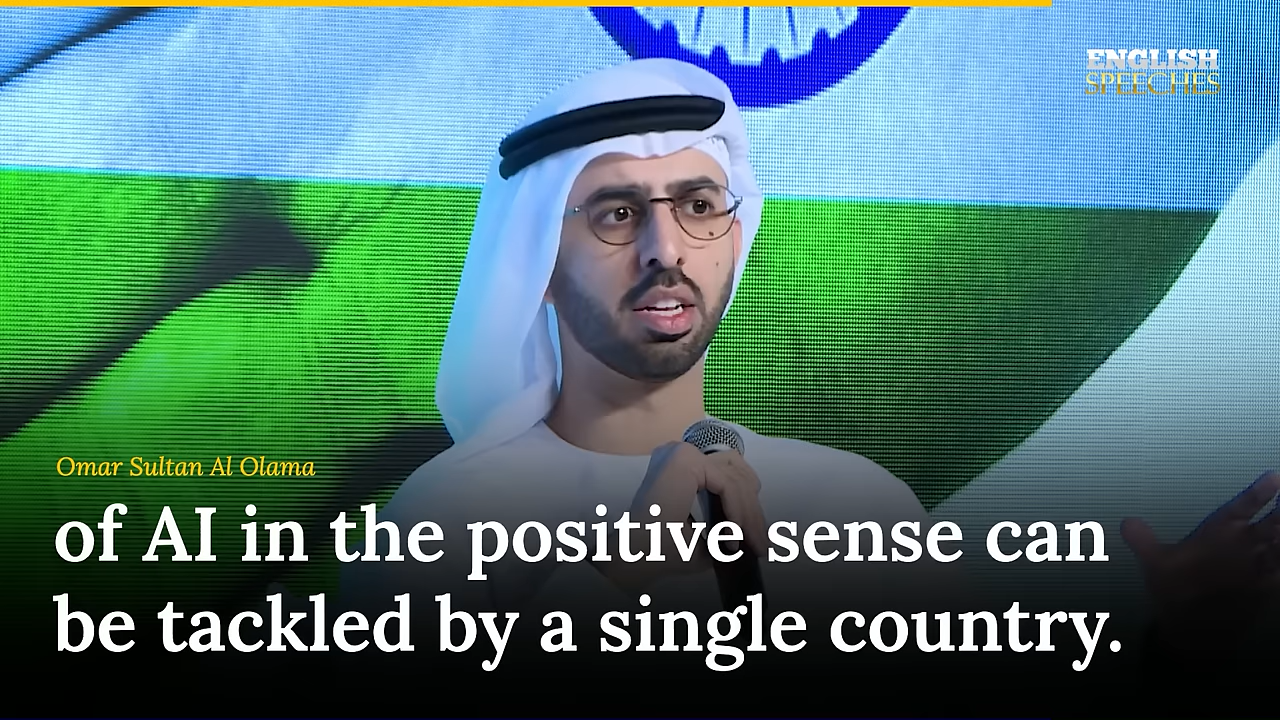 ENGLISH
SPEECHES
Omar Sultan Al Olama
of AI in the positive sense can
be tackled by a single country.